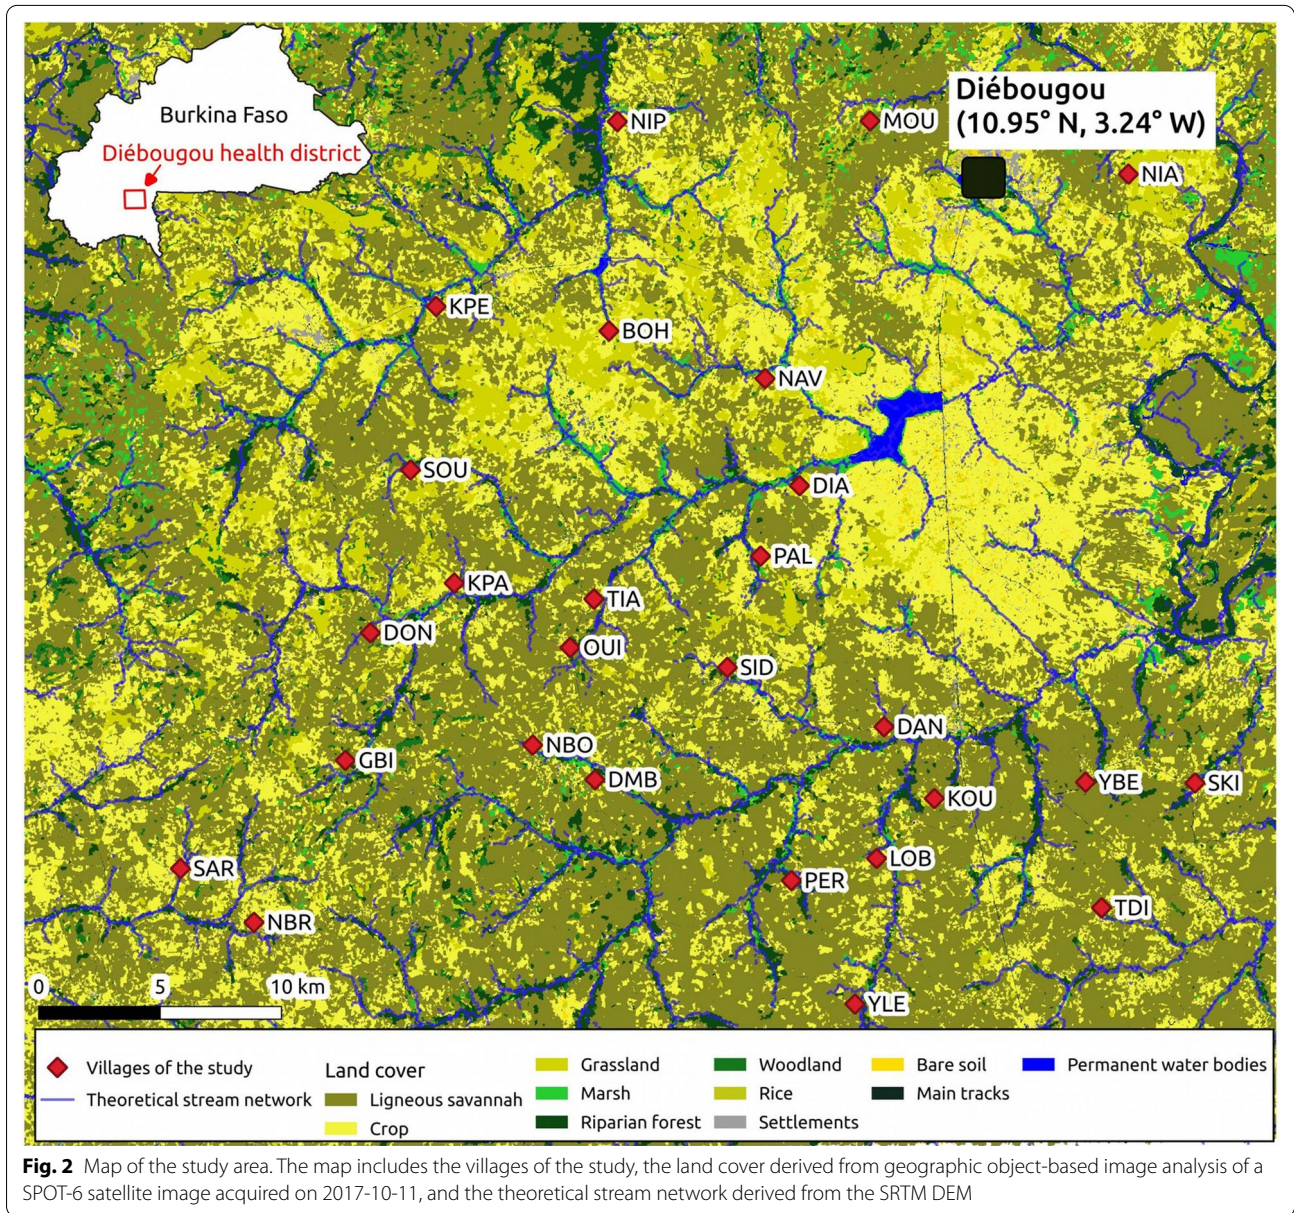 Burkina Faso
Diébougou health district
Diébougou
(10.95° N, 3.24° W)
NIP
MOU
NIA
KPE
BOH
NAV
SOU
DIA
PAL
KPA
TIA
DON
OUI
SID
DAN
NBO
GBI
DMB
YBE
SKI
KOU
LOB
SAR
PER
TDI
NBR
YLE
0 5 10 km
Villages of the study
Theoretical stream network
Land cover
Ligneous savannah
Crop
Grassland
Marsh
Riparian forest
Woodland
Rice
Settlements
Bare soil
Main tracks
Permanent water bodies
Fig. 2 Map of the study area. The map includes the villages of the study, the land cover derived from geographic object-based image analysis of a
SPOT-6 satellite image acquired on 2017-10-11, and the theoretical stream network derived from the SRTM DEM